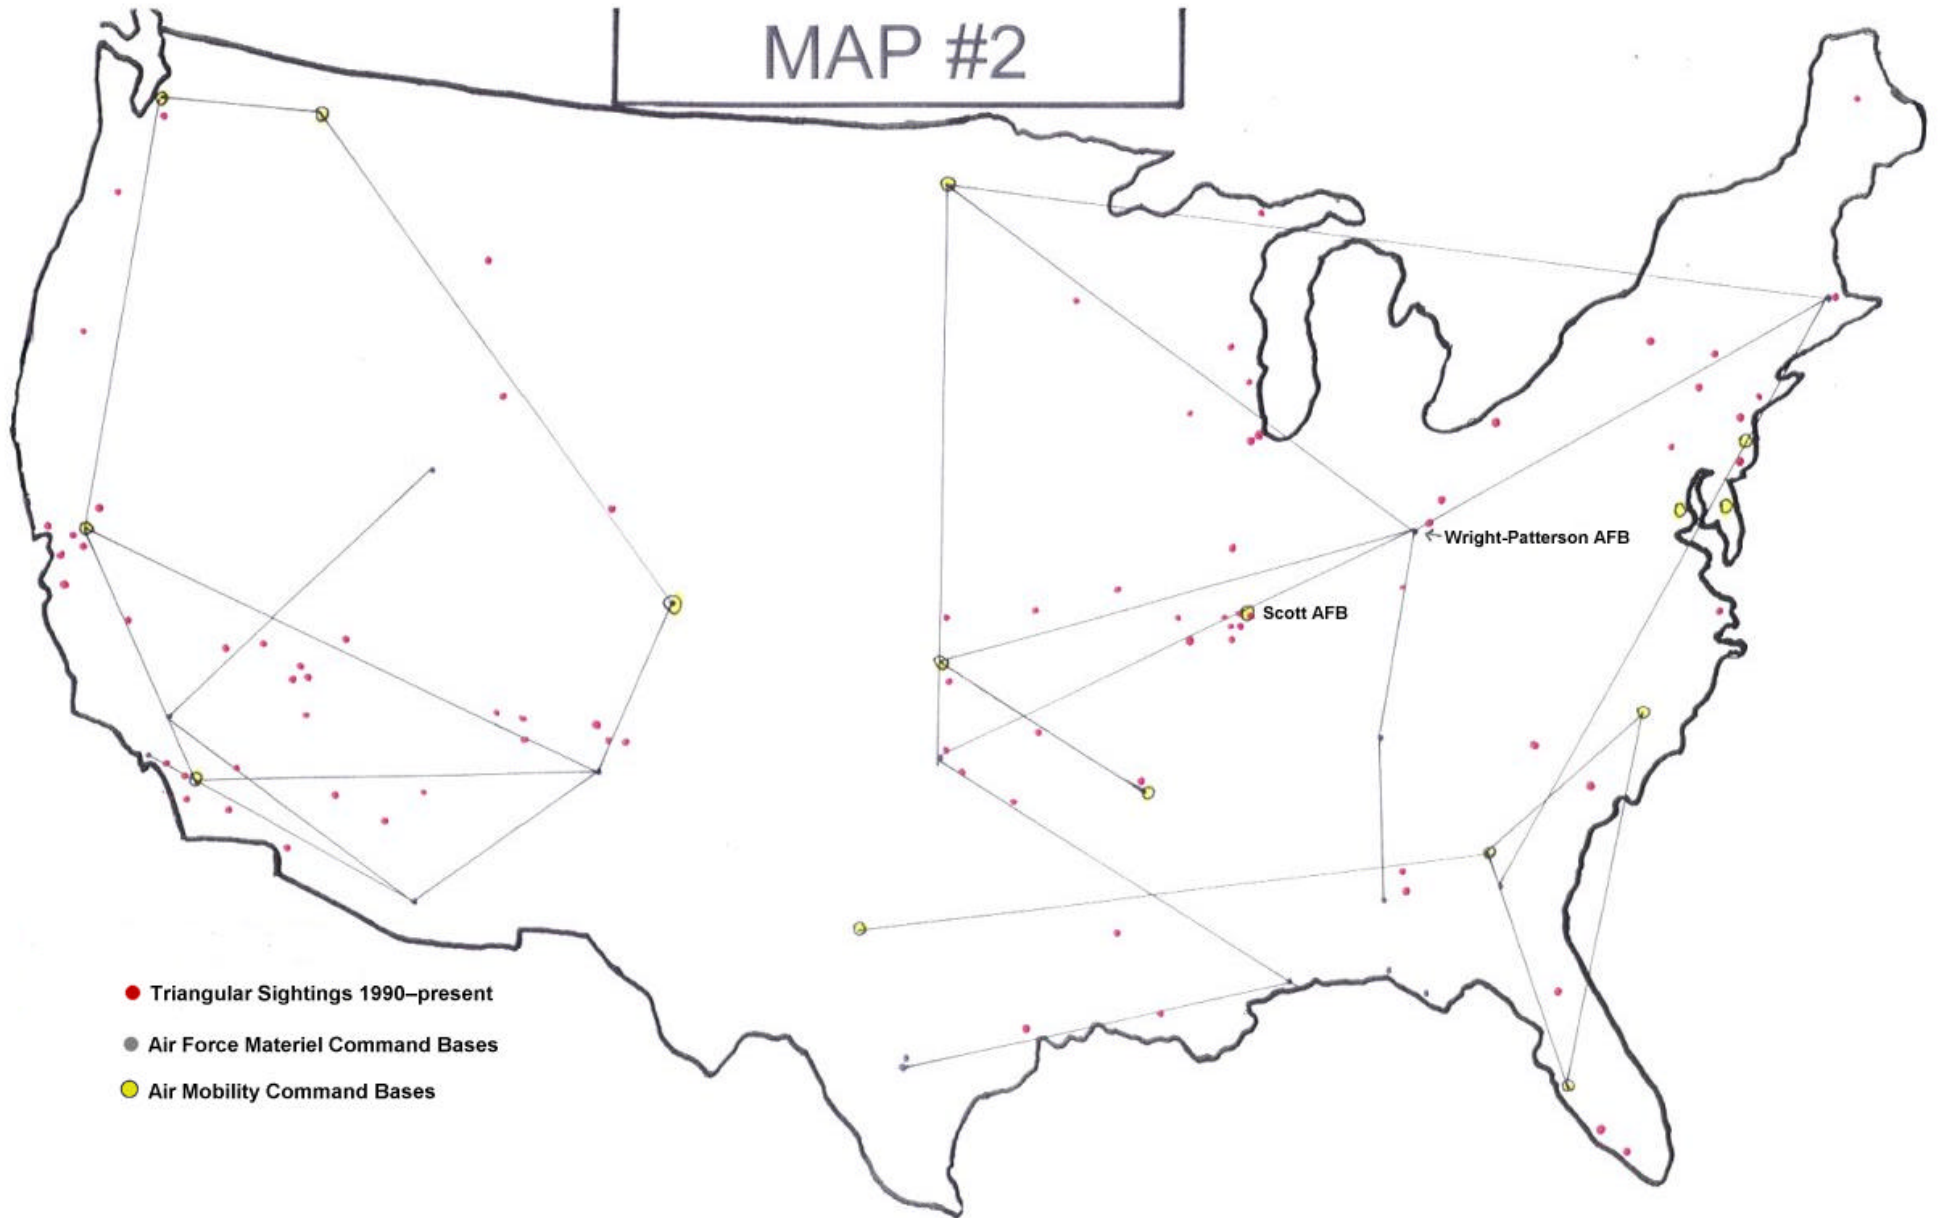 MAP #2
← Wright-Patterson AFB
Scott AFB
Triangular Sightings 1990–present
Air Force Materiel Command Bases
Air Mobility Command Bases